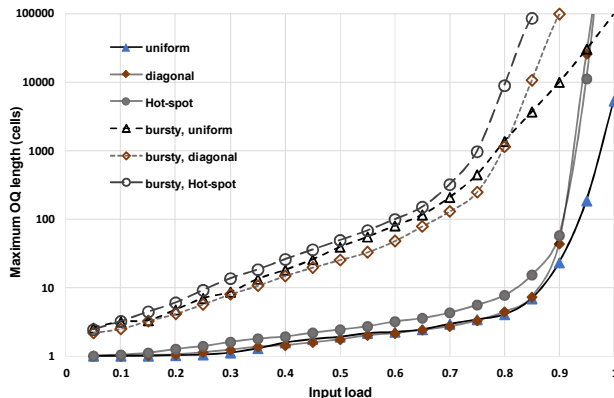 100000
10000
1000
100
10
1
Maximum OQ length (cells)
uniform
diagonal
Hot-spot
bursty, uniform
bursty, diagonal
bursty, Hot-spot
0 0.1 0.2 0.3 0.4 0.5 0.6 0.7 0.8 0.9 1
Input load